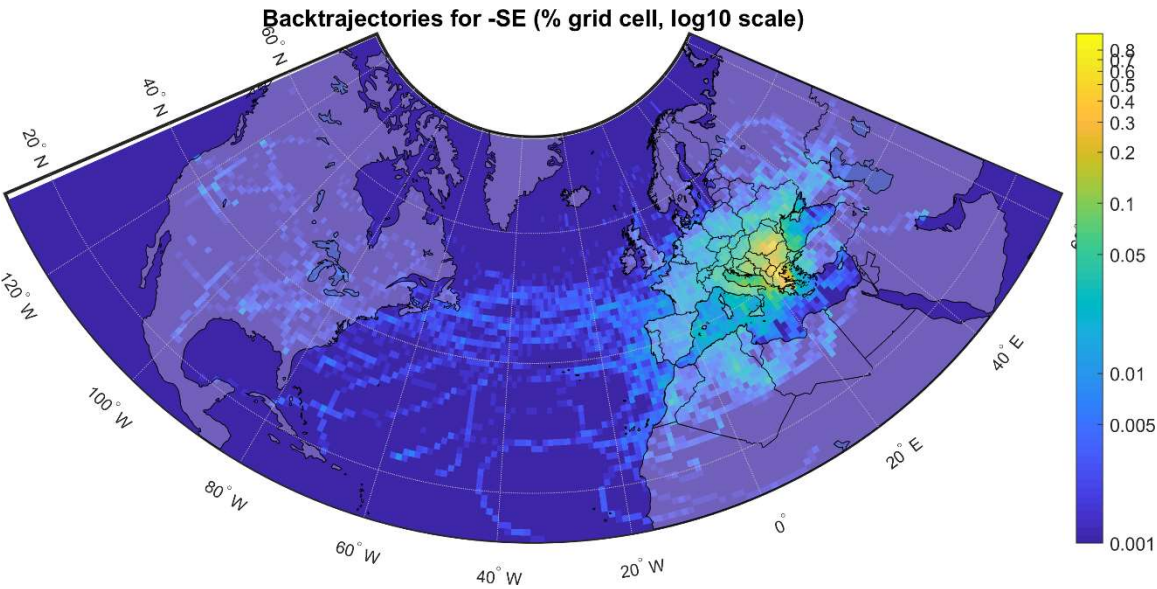 Backtrajectories for -SE (% grid cell, log10 scale)
60° N
40° N
20° N
120° W
100° W
80° W
60° W
40° W
20° W
0°
20° E
40° E
0.8
0.7
0.6
0.5
0.4
0.3
0.2
0.1
0.05
0.01
0.005
0.001